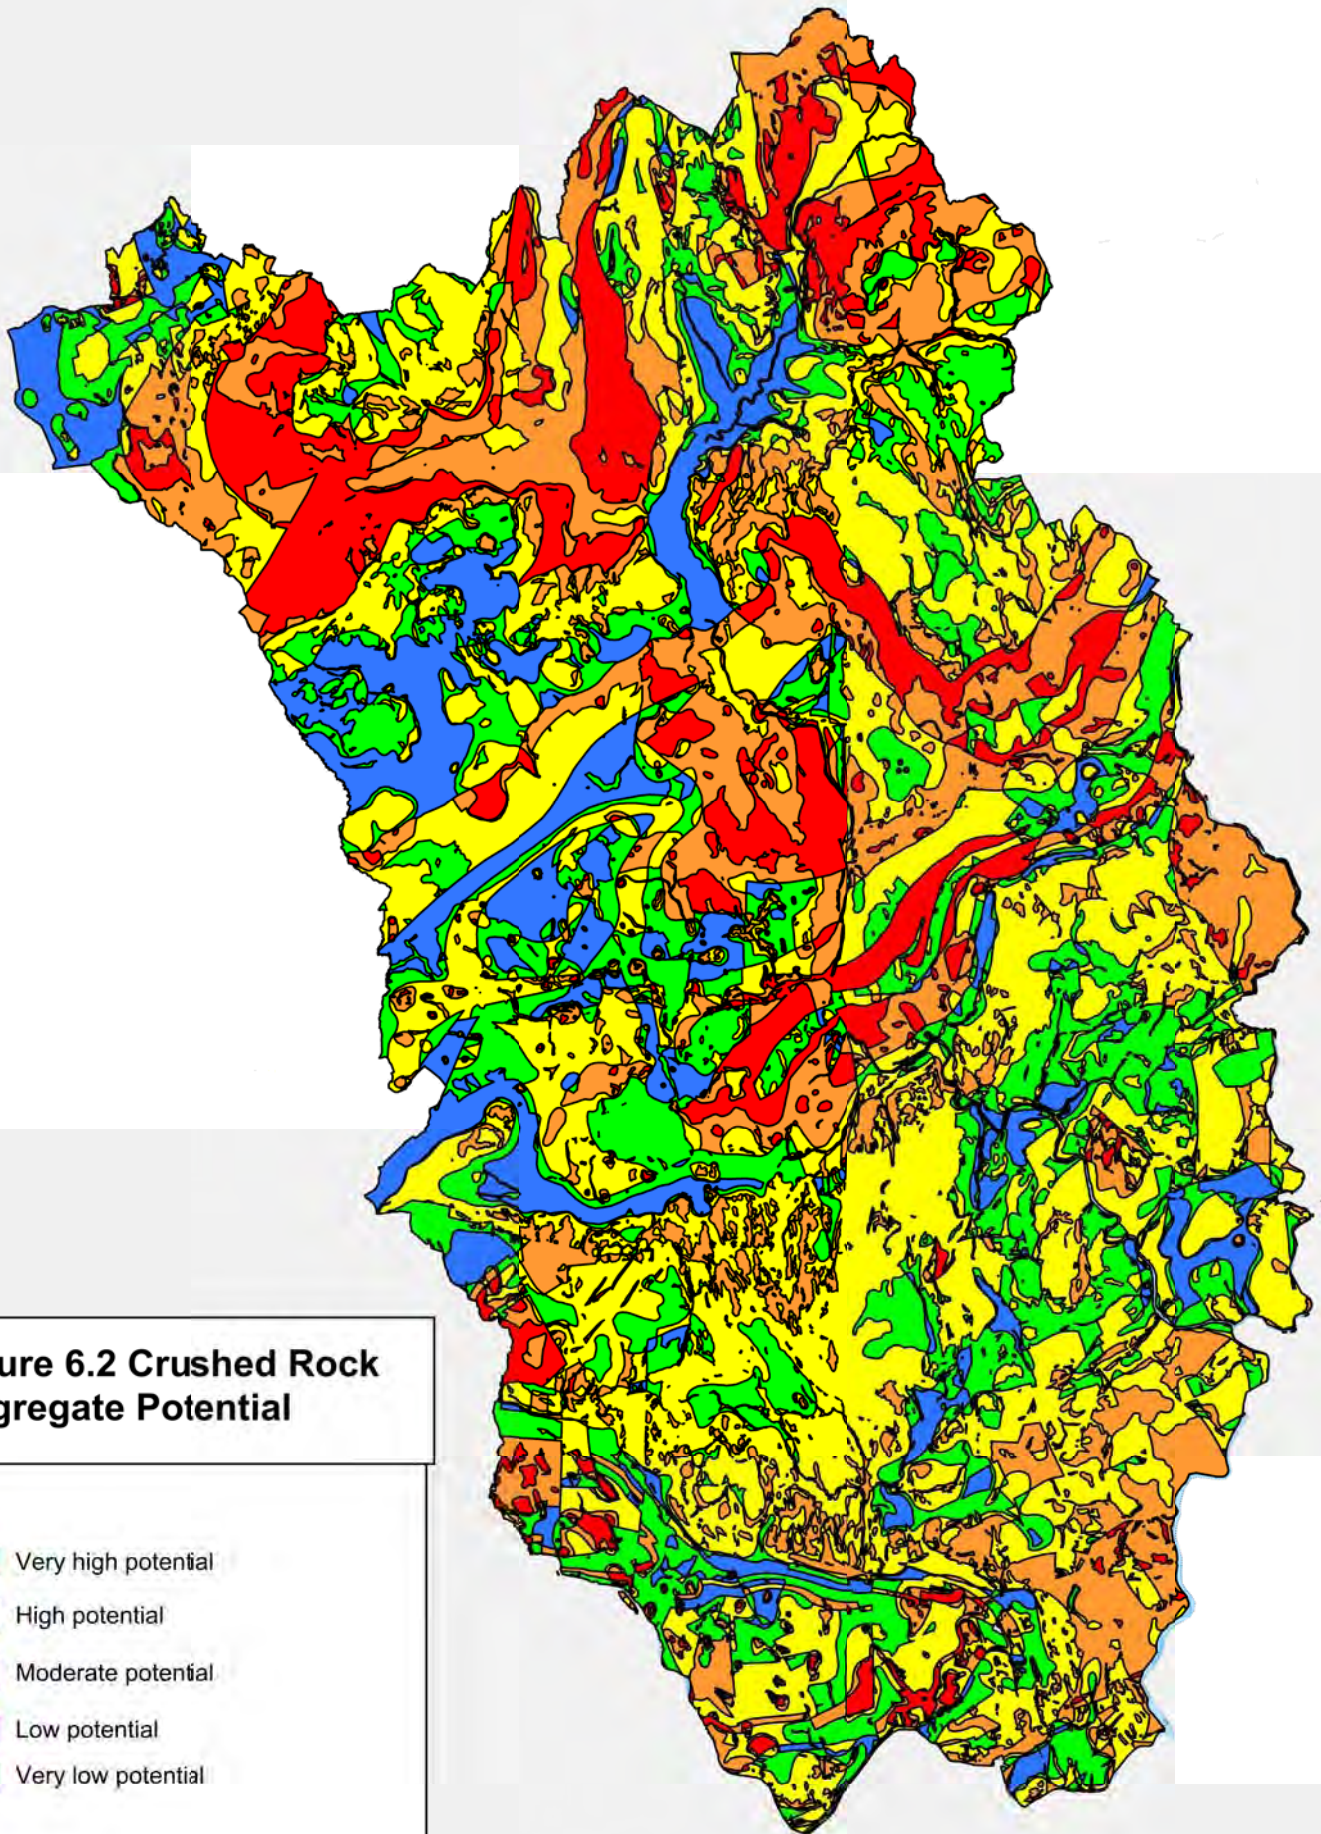 ure 6.2 Crushed Rock
gregate Potential
Very high potential
High potential
Moderate potential
Low potential
Very low potential